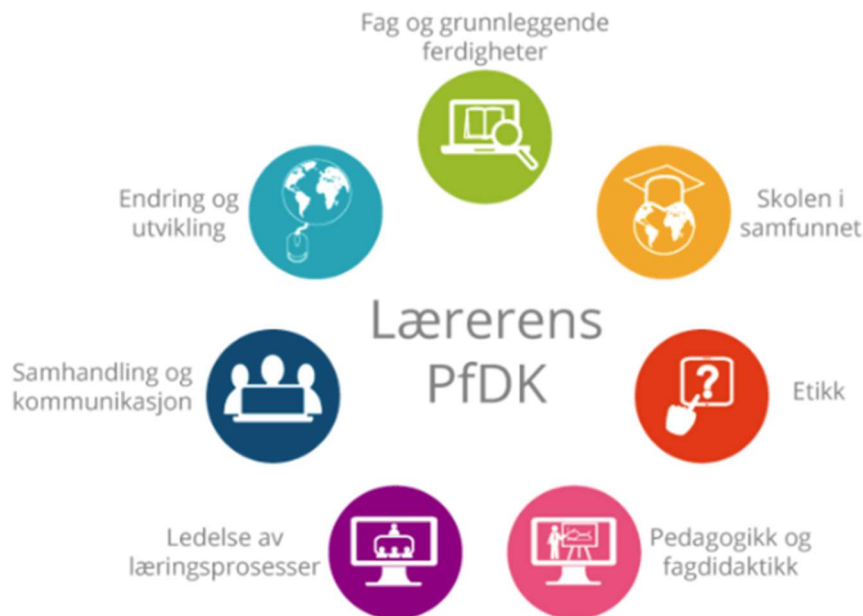 Fag og grunnleggende
ferdigheter
Endring og
utvikling
Skolen i
samfunnet
Lærerens
PfDK
Samhandling og
kommunikasjon
Etikk
?
Ledelse av
læringsprosesser
Pedagogikk og
fagdidaktikk